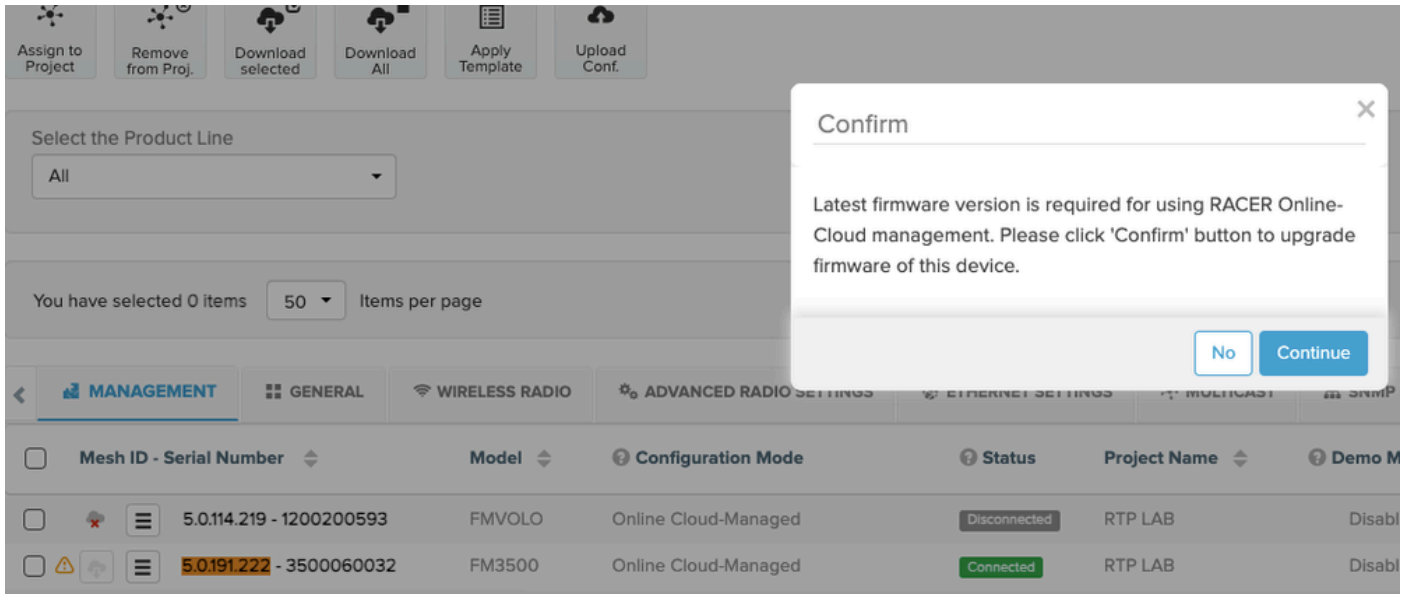 Assign to Project
Remove from Proj.
Download selected
Download All
Apply Template
Upload Conf.
Select the Product Line
All
Confirm
Latest firmware version is required for using RACER Online-
Cloud management. Please click 'Confirm' button to upgrade
firmware of this device.
No Continue
You have selected 0 items 50 Items per page
MANAGEMENT GENERAL WIRELESS RADIO ADVANCED RADIO SETTINGS ETHERNET SETTINGS MULTICAST SNMP
Mesh ID - Serial Number Model Configuration Mode Status Project Name Demo M
5.0.114.219 - 1200200593 FMVOLO Online Cloud-Managed Disconnected RTP LAB Disabl
5.0.191.222 - 3500060032 FM3500 Online Cloud-Managed Connected RTP LAB Disabl